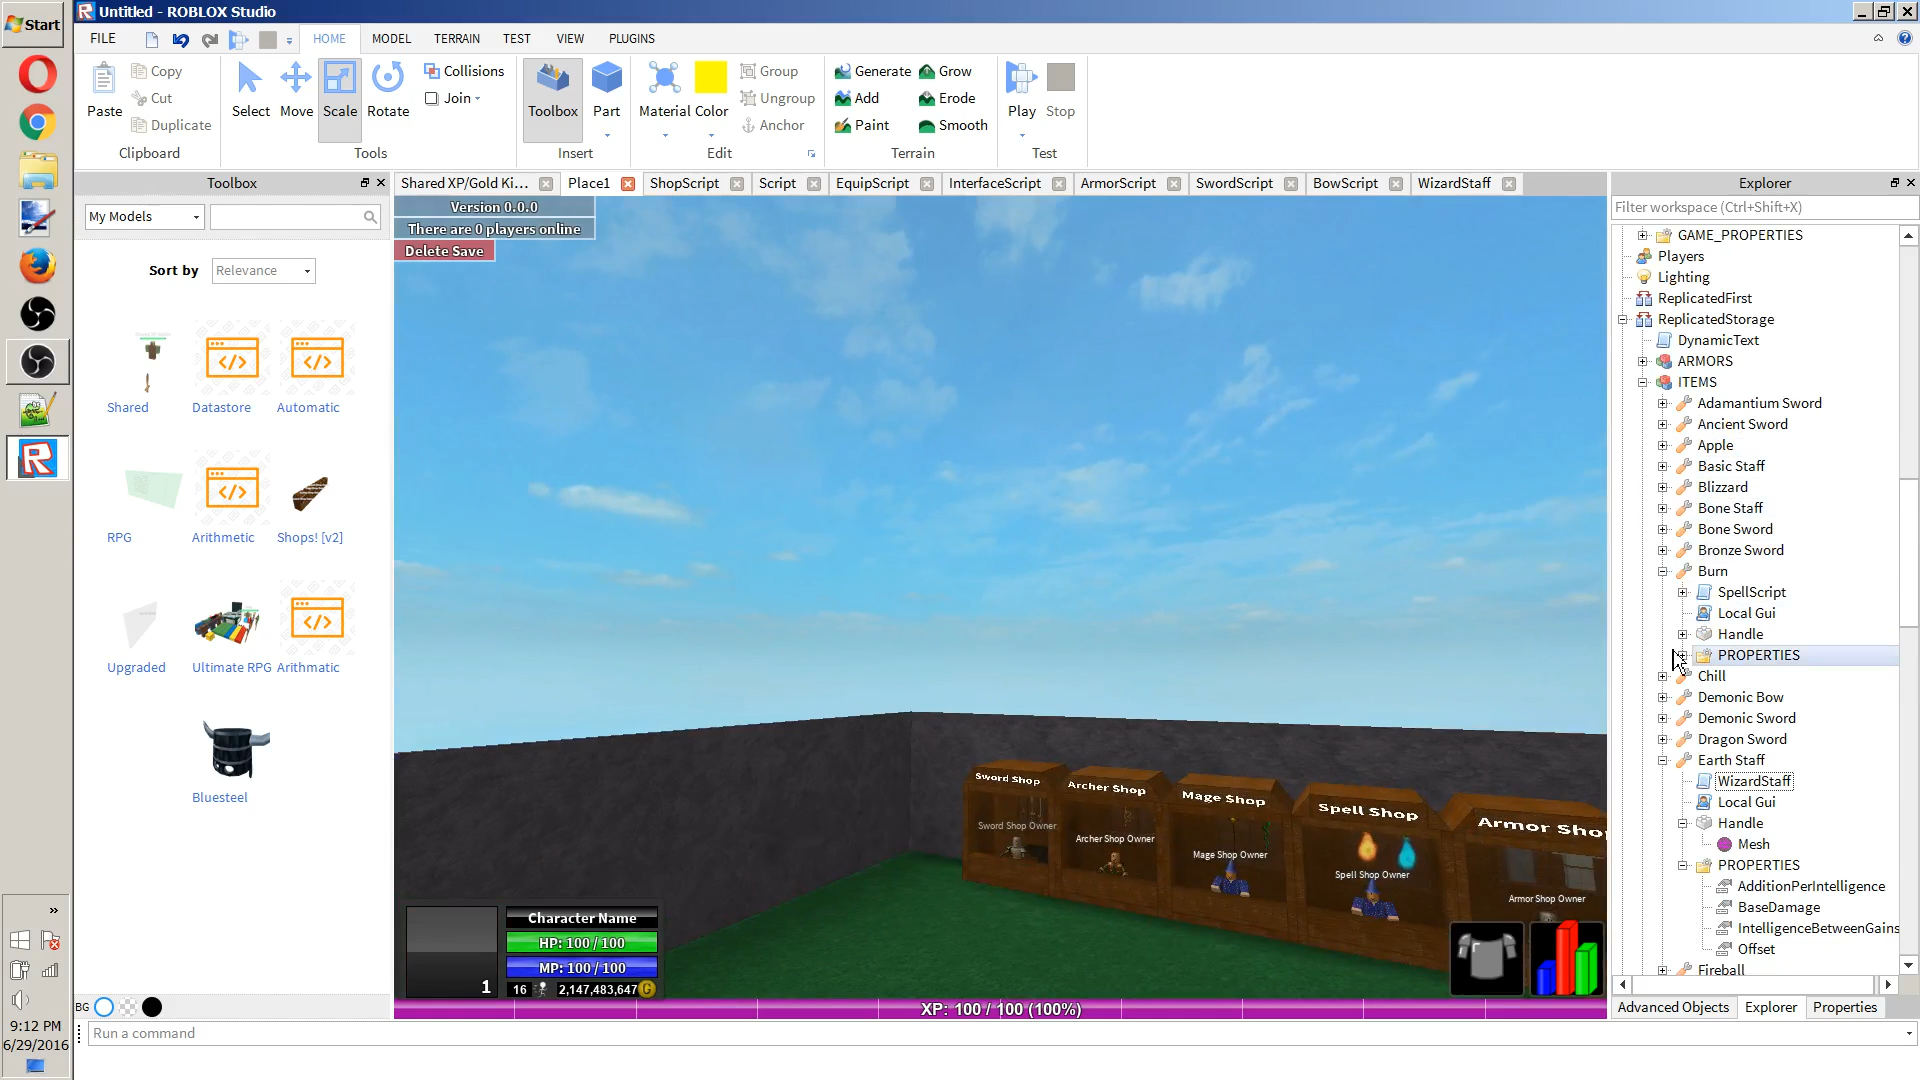 Start
Untitled - ROBLOX Studio
FILE
HOME
MODEL
TERRAIN
TEST
VIEW
PLUGINS
Paste
Copy
Cut
Duplicate
Clipboard
Select
Move
Scale
Rotate
Collisions
Join
Tools
Toolbox
Part
Insert
Material
Color
Group
Ungroup
Anchor
Edit
Generate
Add
Paint
Grow
Erode
Smooth
Terrain
Play
Stop
Test
Toolbox
My Models
Sort by
Relevance
Shared
Datastore
Automatic
RPG
Arithmetic
Shops! [v2]
Upgraded
Ultimate RPG
Arithmatic
Bluesteel
BG
Shared XP/Gold Ki...
Place1
ShopScript
Script
EquipScript
InterfaceScript
ArmorScript
SwordScript
BowScript
WizardStaff
Version 0.0.0
There are 0 players online
Delete Save
Sword Shop
Sword Shop Owner
Archer Shop
Archer Shop Owner
Mage Shop
Mage Shop Owner
Spell Shop
Spell Shop Owner
Armor Sho
Armor Shop Owner
1
Character Name
HP: 100 / 100
MP: 100 / 100
16
2,147,483,647
G
XP: 100 / 100 (100%)
Run a command
Explorer
Filter workspace (Ctrl+Shift+X)
GAME_PROPERTIES
Players
Lighting
ReplicatedFirst
ReplicatedStorage
DynamicText
ARMORS
ITEMS
Adamantium Sword
Ancient Sword
Apple
Basic Staff
Blizzard
Bone Staff
Bone Sword
Bronze Sword
Burn
SpellScript
Local Gui
Handle
PROPERTIES
Chill
Demonic Bow
Demonic Sword
Dragon Sword
Earth Staff
WizardStaff
Local Gui
Handle
Mesh
PROPERTIES
AdditionPerIntelligence
BaseDamage
IntelligenceBetweenGains
Offset
Fireball
Advanced Objects
Explorer
Properties
9:12 PM
6/29/2016